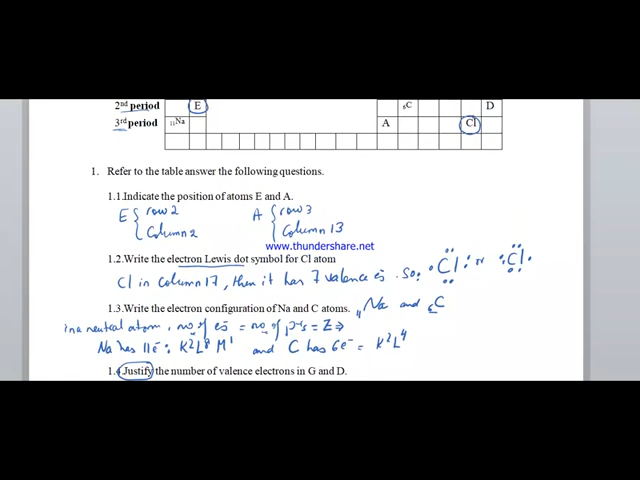 2nd period E 6C D
3rd period 11Na A Cl
1. Refer to the table answer the following questions.
1.1.Indicate the position of atoms E and A.
E { row 2 A { row 3
Column 2 Column 13
www.thundershare.net
1.2.Write the electron Lewis dot symbol for Cl atom
Cl in column 17, then it has 7 valence es. so: Cl or Cl
1.3.Write the electron configuration of Na and C atoms. 11Na and 6C
in a neutral atom, no of es = no of p+s = Z ⇒
Na has 11e-: K2L8M1 and C has 6e- = K2L4
1.4 Justify the number of valence electrons in G and D.